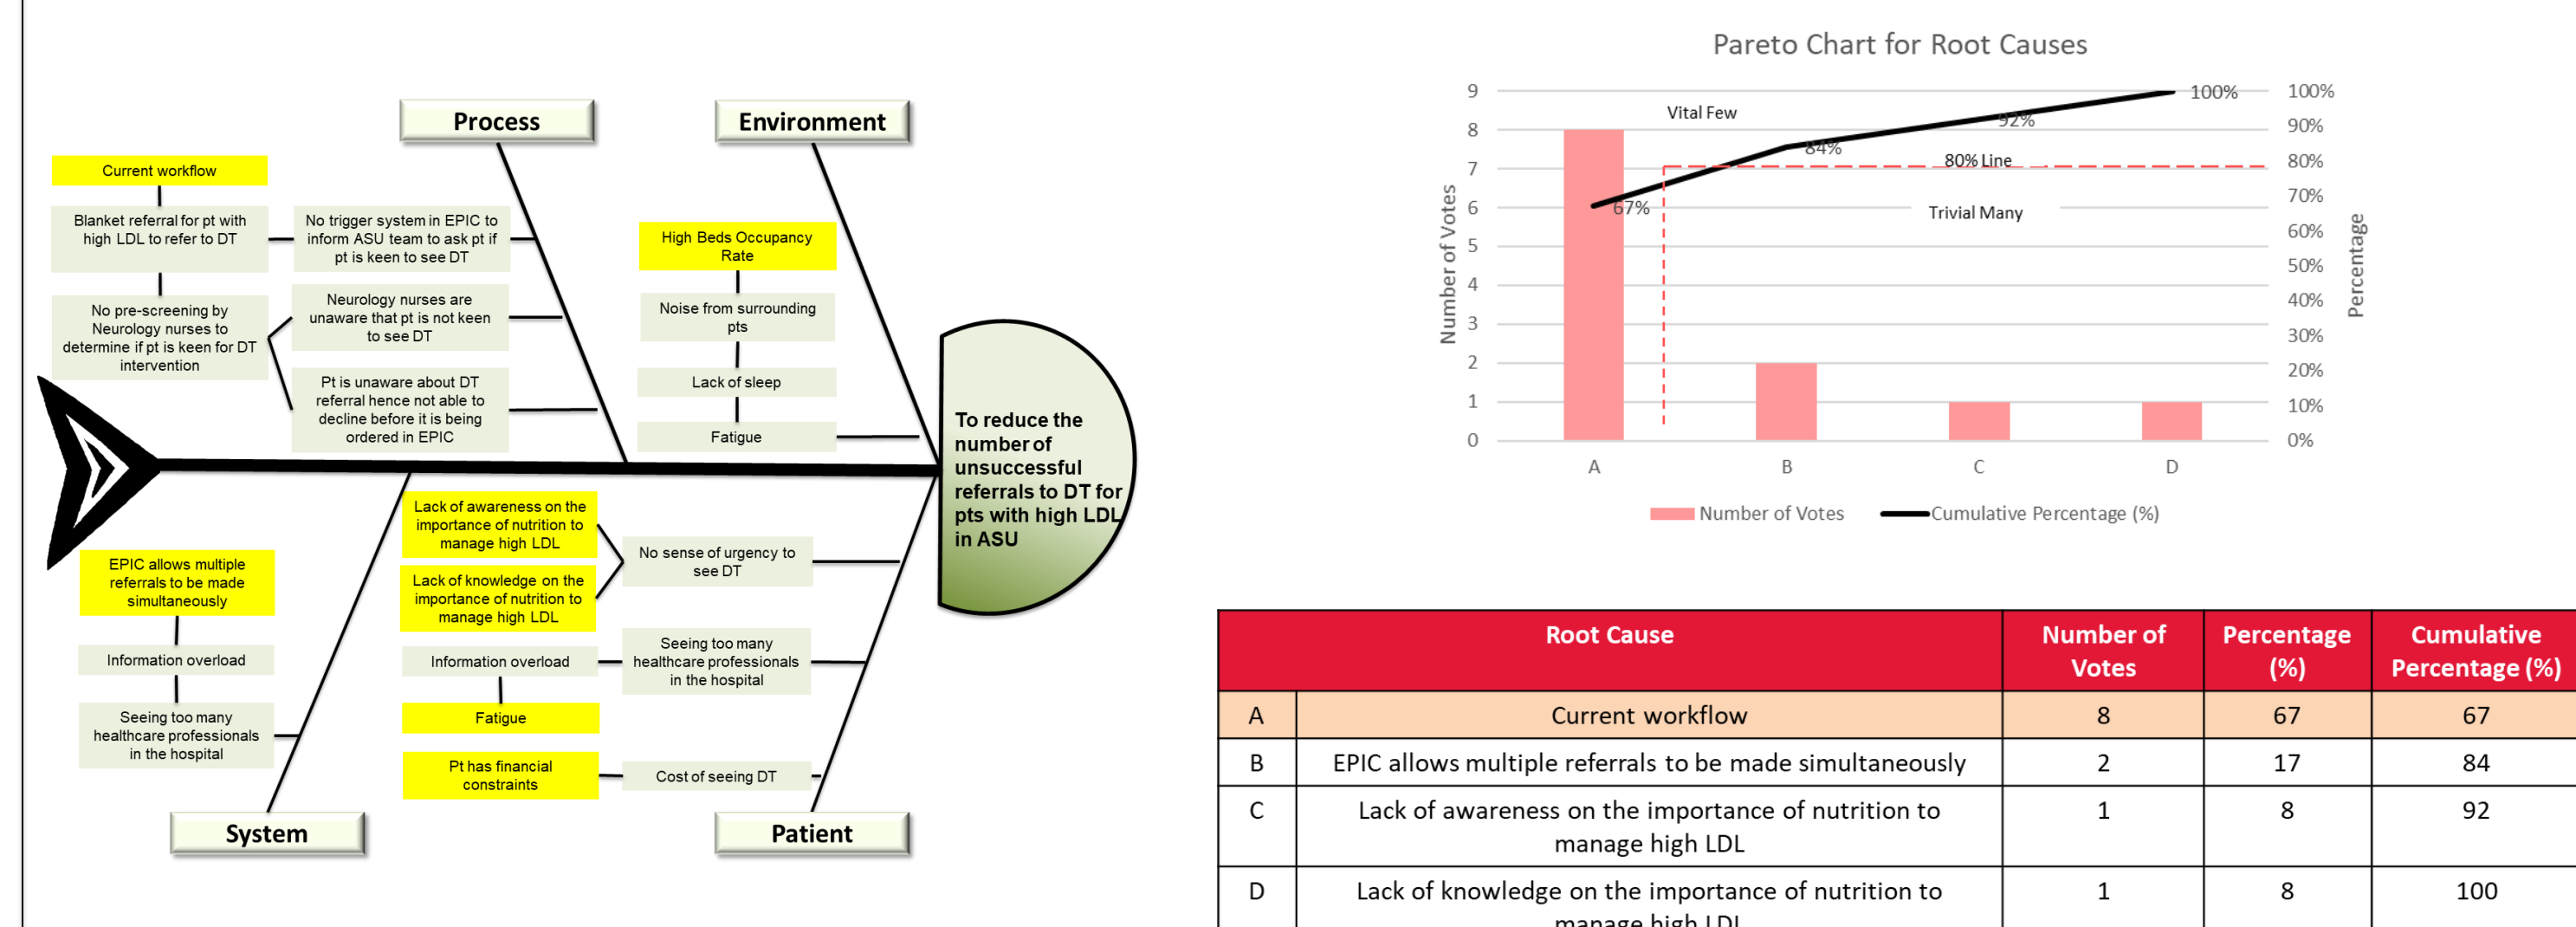 Process
Environment
Current workflow
Blanket referral for pt with
high LDL to refer to DT
No trigger system in EPIC to
inform ASU team to ask pt if
pt is keen to see DT
No pre-screening by
Neurology nurses to
determine if pt is keen for DT
intervention
Neurology nurses are
unaware that pt is not keen
to see DT
Pt is unaware about DT
referral hence not able to
decline before it is being
ordered in EPIC
High Beds Occupancy
Rate
Noise from surrounding
pts
Lack of sleep
Fatigue
To reduce the
number of
unsuccessful
referrals to DT for
pts with high LDL
in ASU
EPIC allows multiple
referrals to be made
simultaneously
Information overload
Seeing too many
healthcare professionals
in the hospital
Lack of awareness on the
importance of nutrition to
manage high LDL
Lack of knowledge on the
importance of nutrition to
manage high LDL
No sense of urgency to
see DT
Information overload
Seeing too many
healthcare professionals
in the hospital
Fatigue
Pt has financial
constraints
Cost of seeing DT
System
Patient
Pareto Chart for Root Causes
Number of Votes
9
8
7
6
5
4
3
2
1
0
Vital Few
67%
84%
92%
100%
80% Line
Trivial Many
100%
90%
80%
70%
60%
50%
40%
30%
20%
10%
0%
Percentage
A B C D
Number of Votes Cumulative Percentage (%)
Root Cause Number of Votes Percentage (%) Cumulative Percentage (%)
A Current workflow 8 67 67
B EPIC allows multiple referrals to be made simultaneously 2 17 84
C Lack of awareness on the importance of nutrition to 1 8 92
manage high LDL
D Lack of knowledge on the importance of nutrition to 1 8 100
manage high LDL